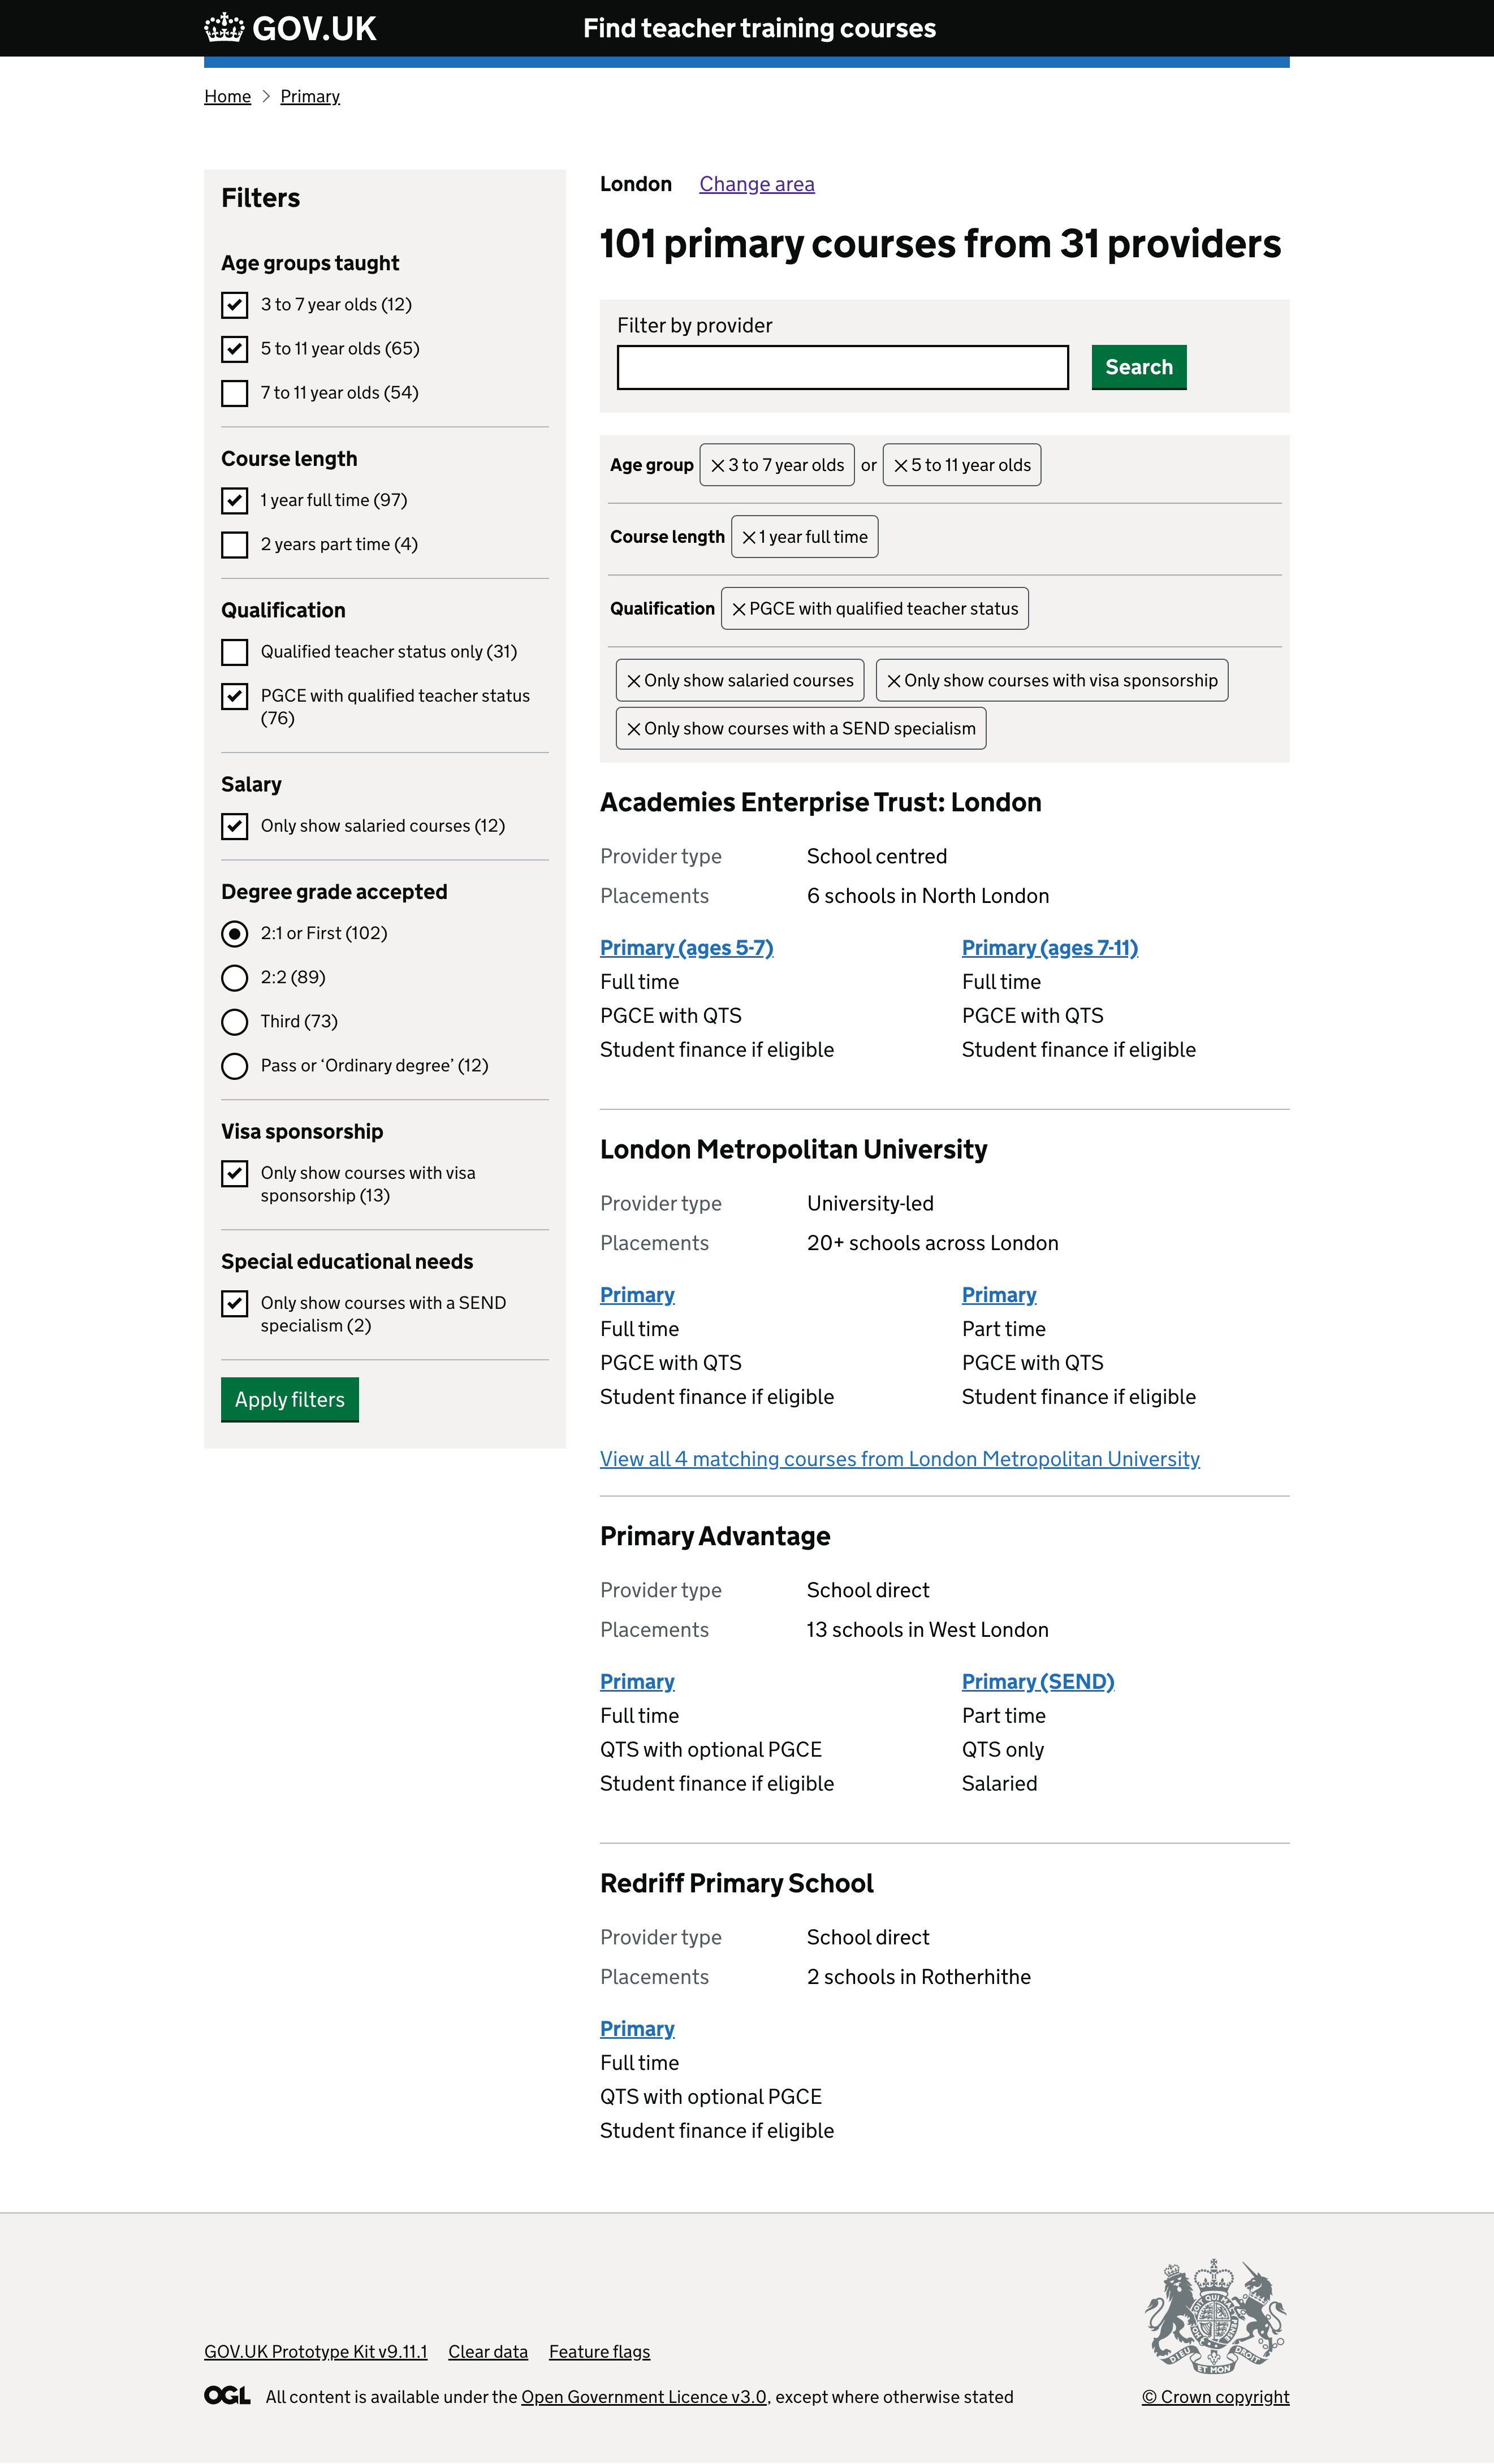 GOV.UK
Find teacher training courses
Home
Primary
Filters
Age groups taught
3 to 7 year olds (12)
5 to 11 year olds (65)
7 to 11 year olds (54)
Course length
1 year full time (97)
2 years part time (4)
Qualification
Qualified teacher status only (31)
PGCE with qualified teacher status
(76)
Salary
Only show salaried courses (12)
Degree grade accepted
2:1 or First (102)
2:2 (89)
Third (73)
Pass or ‘Ordinary degree’ (12)
Visa sponsorship
Only show courses with visa
sponsorship (13)
Special educational needs
Only show courses with a SEND
specialism (2)
Apply filters
London Change area
101 primary courses from 31 providers
Filter by provider
Search
Age group 3 to 7 year olds or 5 to 11 year olds
Course length 1 year full time
Qualification PGCE with qualified teacher status
Only show salaried courses Only show courses with visa sponsorship
Only show courses with a SEND specialism
Academies Enterprise Trust: London
Provider type School centred
Placements 6 schools in North London
Primary (ages 5-7)
Full time
PGCE with QTS
Student finance if eligible
Primary (ages 7-11)
Full time
PGCE with QTS
Student finance if eligible
London Metropolitan University
Provider type University-led
Placements 20+ schools across London
Primary
Full time
PGCE with QTS
Student finance if eligible
Primary
Part time
PGCE with QTS
Student finance if eligible
View all 4 matching courses from London Metropolitan University
Primary Advantage
Provider type School direct
Placements 13 schools in West London
Primary
Full time
QTS with optional PGCE
Student finance if eligible
Primary (SEND)
Part time
QTS only
Salaried
Redriff Primary School
Provider type School direct
Placements 2 schools in Rotherhithe
Primary
Full time
QTS with optional PGCE
Student finance if eligible
GOV.UK Prototype Kit v9.11.1 Clear data Feature flags
OGL All content is available under the Open Government Licence v3.0, except where otherwise stated
DIEU ET MON DROIT
© Crown copyright